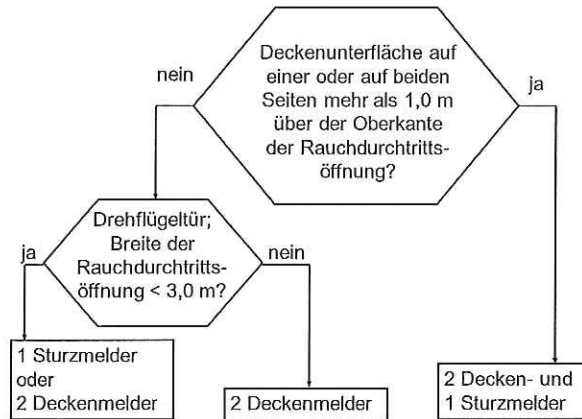 Deckenunterfläche auf
einer oder auf beiden
Seiten mehr als 1,0 m
über der Oberkante
der Rauchdurchtritts-
öffnung?
nein
ja
Drehflügeltür;
Breite der
Rauchdurchtritts-
öffnung < 3,0 m?
ja
nein
1 Sturzmelder
oder
2 Deckenmelder
2 Deckenmelder
2 Decken- und
1 Sturzmelder